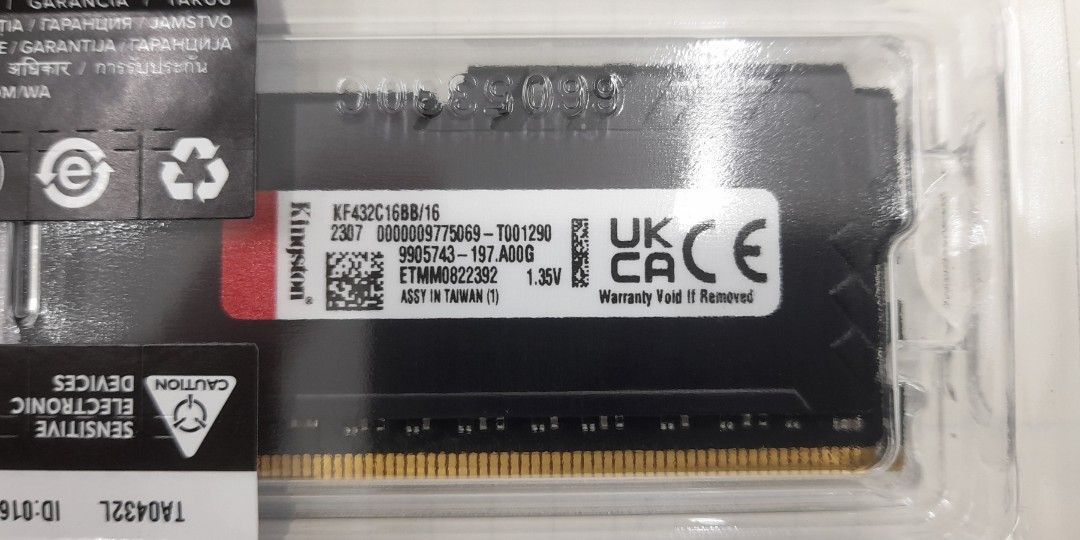 / GARANCIA / TAKUU
TIA / ГАРАНЦИЯ / JAMSTVO
E / GARANTIJA / ГАРАНЦИЈА
अधिकार / การรับประกัน
OM/WA
e
Kingston
KF432C16BB/16
2307 0000009775069-T001290
9905743-197.A00G
ETMM0822392 1.35V
ASSY IN TAIWAN (1)
UK
CA CE
Warranty Void If Removed
CAUTION
SENSITIVE
ELECTRONIC
DEVICES
TA0432L ID:016